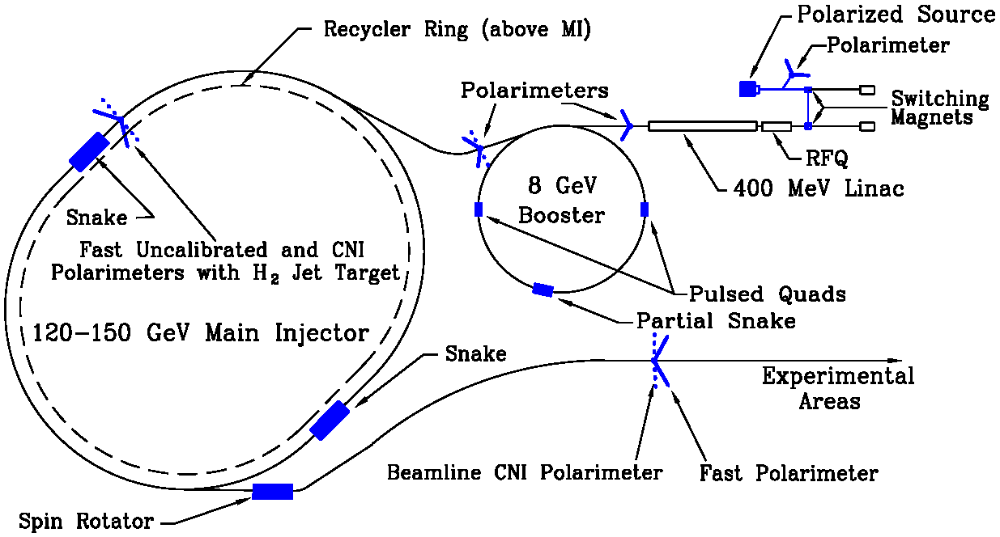 Polarized Source
Recycler Ring (above MI)
Polarimeter
Polarimeters
Switching
Magnets
RFQ
400 MeV Linac
8 GeV
Booster
Snake
Fast Uncalibrated and CNI
Polarimeters with H₂ Jet Target
Pulsed Quads
Partial Snake
120-150 GeV Main Injector
Snake
Experimental
Areas
Beamline CNI Polarimeter
Fast Polarimeter
Spin Rotator